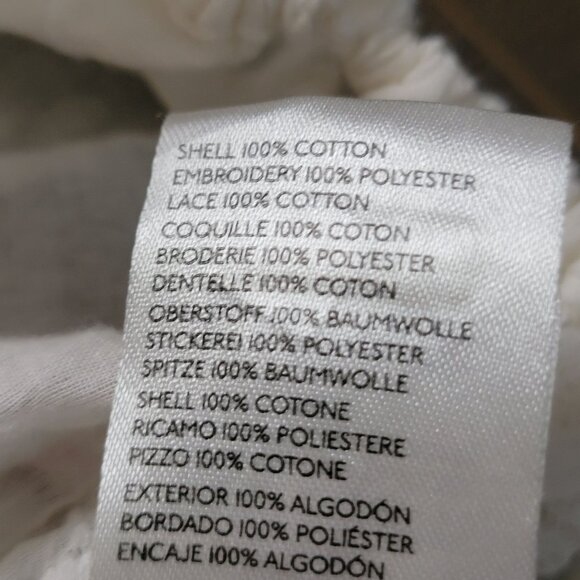 SHELL 100% COTTON
EMBROIDERY 100% POLYESTER
LACE 100% COTTON
COQUILLE 100% COTON
BRODERIE 100% POLYESTER
DENTELLE 100% COTON
OBERSTOFF 100% BAUMWOLLE
STICKEREI 100% POLYESTER
SPITZE 100% BAUMWOLLE
SHELL 100% COTONE
RICAMO 100% POLIESTERE
PIZZO 100% COTONE
EXTERIOR 100% ALGODÓN
BORDADO 100% POLIÉSTER
ENCAJE 100% ALGODÓN